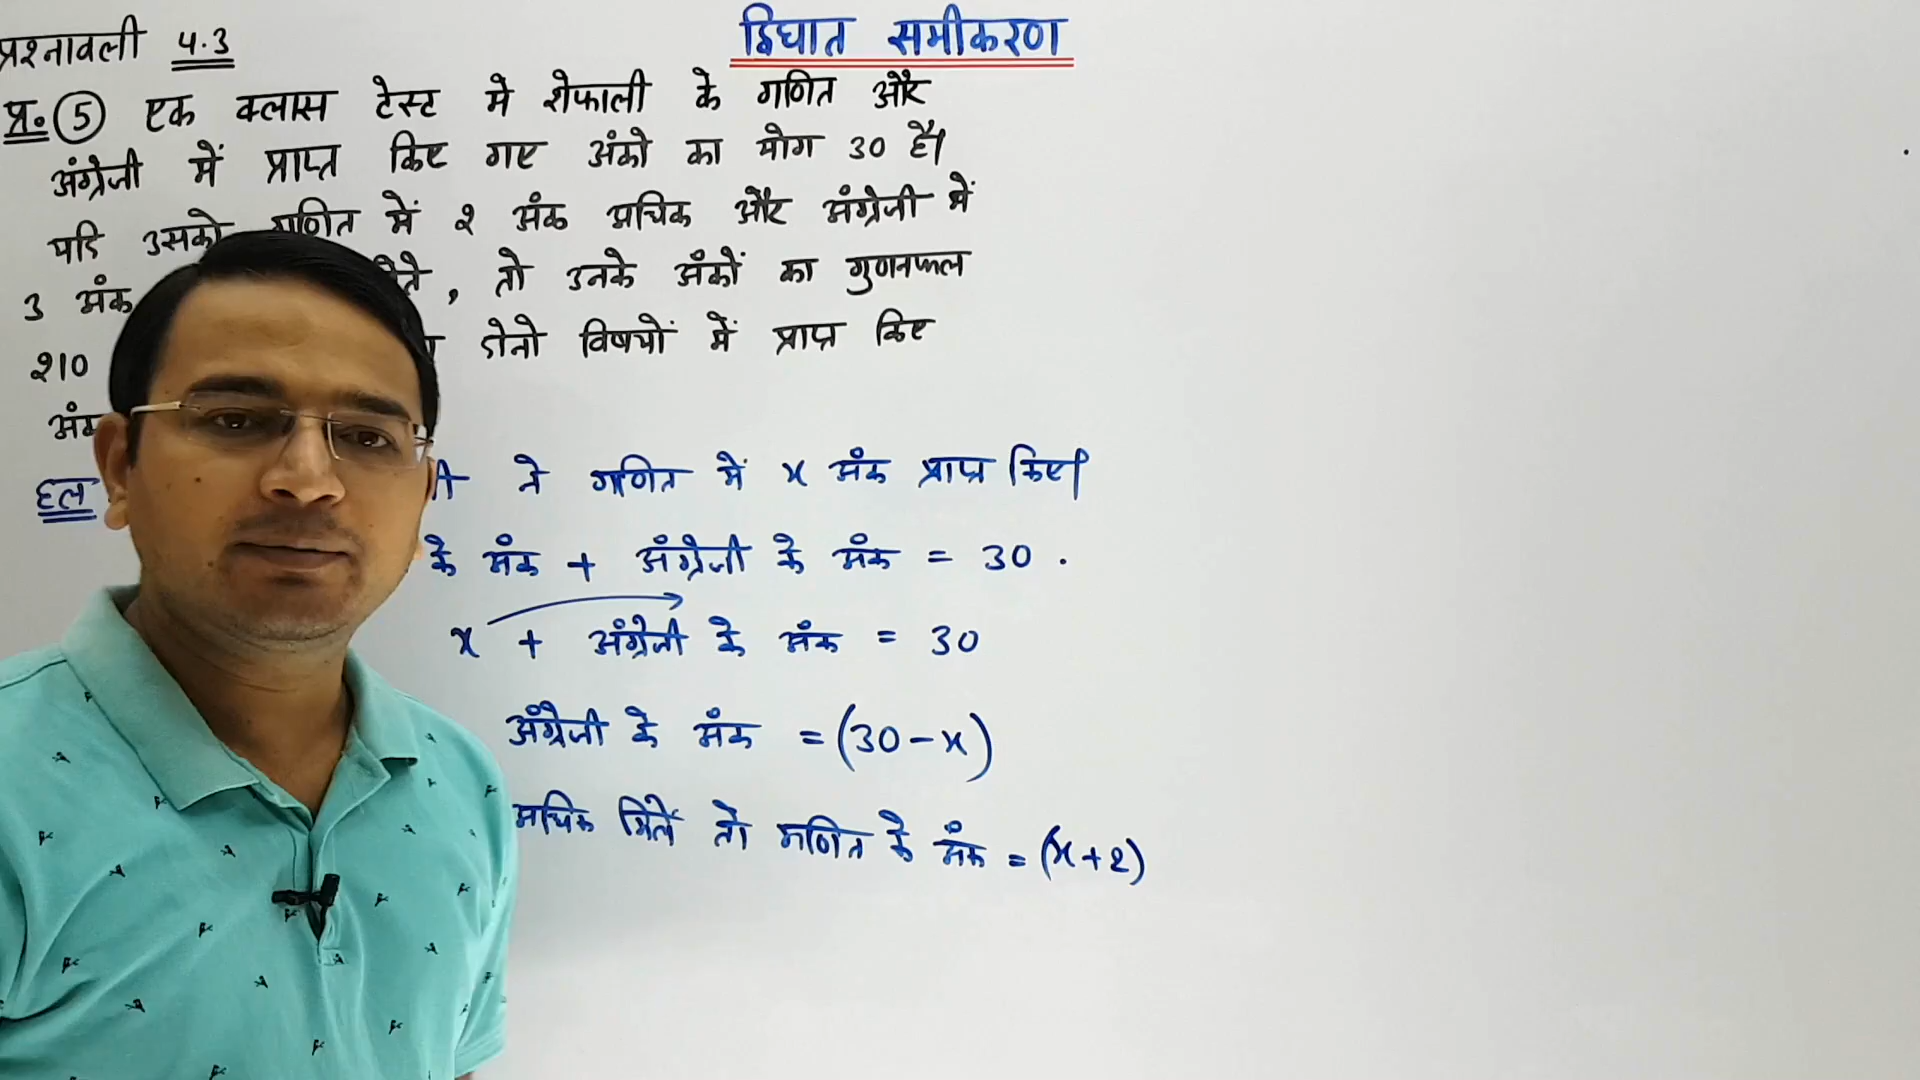 द्विघात समीकरण
प्रश्नावली 4.3
प्र. 5 एक क्लास टेस्ट मे शेफाली के गणित और
अंग्रेजी में प्राप्त किए गए अंको का योग 30 है।
यदि उसको गणित में 2 अंक अधिक और अंग्रेजी में
3 अंक , तो उनके अंकों का गुणनफल
210 दोनो विषयों में प्राप्त किए
हल ने गणित में x अंक प्राप्त किए।
के अंक + अंग्रेजी के अंक = 30 .
x + अंग्रेजी के अंक = 30
अंग्रेजी के अंक = (30-x)
अधिक मिलें तो गणित के अंक = (x+2)